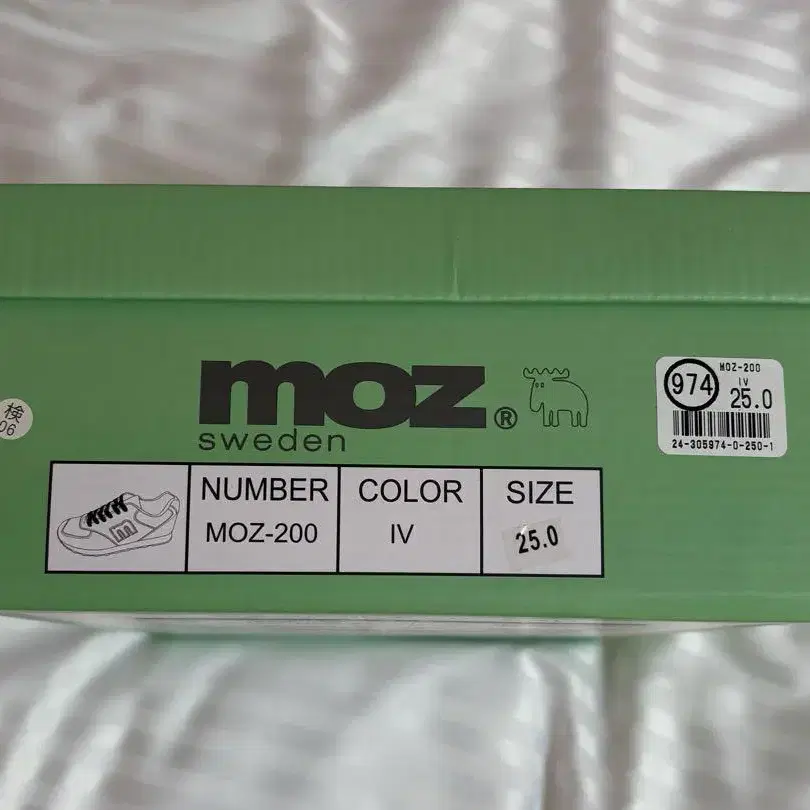 moz®
sweden
検
06
NUMBER COLOR SIZE
MOZ-200 IV 25.0
974
MOZ-200
IV
25.0
24-305974-0-250-1